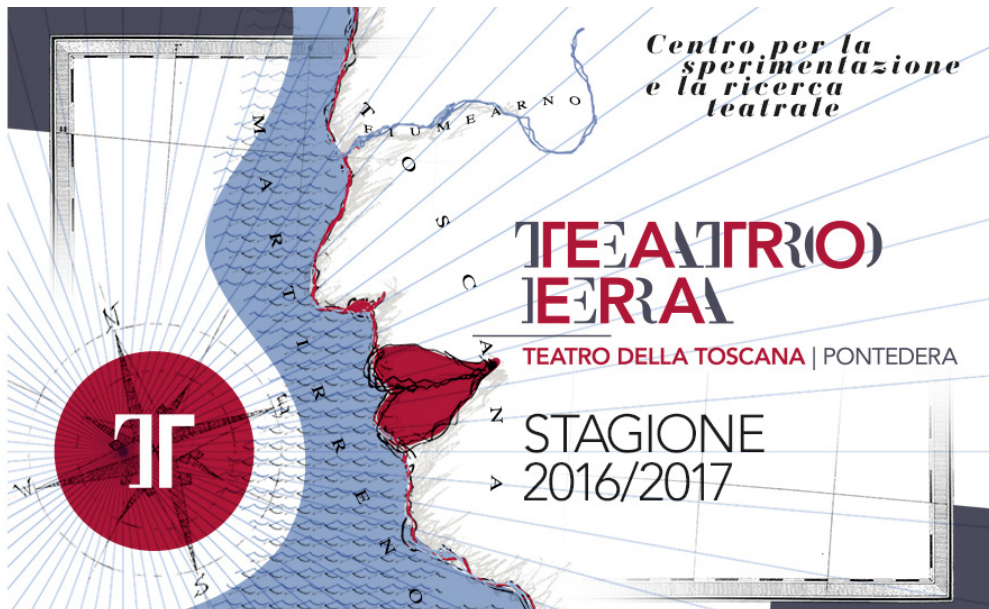 Centro per la
sperimentazione
e la ricerca
teatrale
FIUME ARNO
TOSCANA
MAR TIRRENO
TEATRO
ERA
TEATRO DELLA TOSCANA | PONTEDERA
STAGIONE
2016/2017
N
S
TT